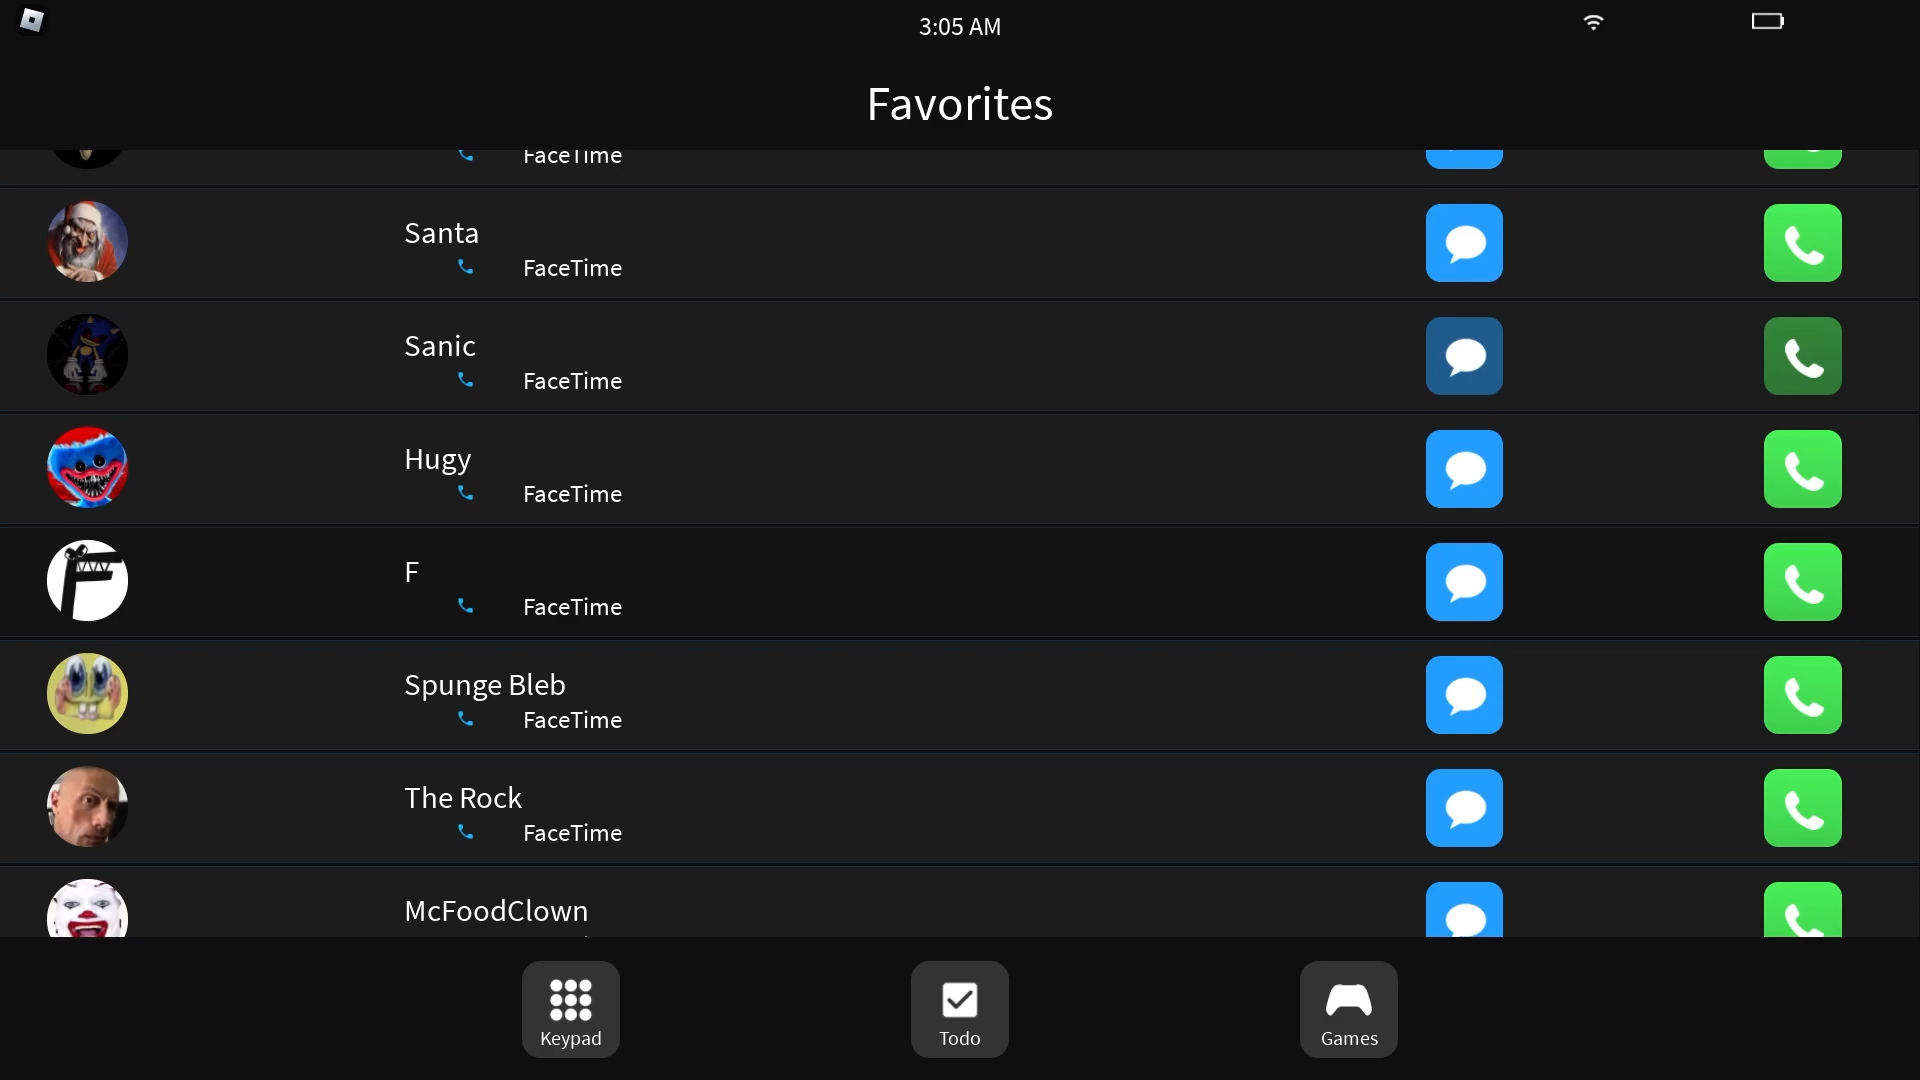 3:05 AM
Favorites
FaceTime
Santa
FaceTime
Sanic
FaceTime
Hugy
FaceTime
F
FaceTime
Spunge Bleb
FaceTime
The Rock
FaceTime
McFoodClown
Keypad
Todo
Games